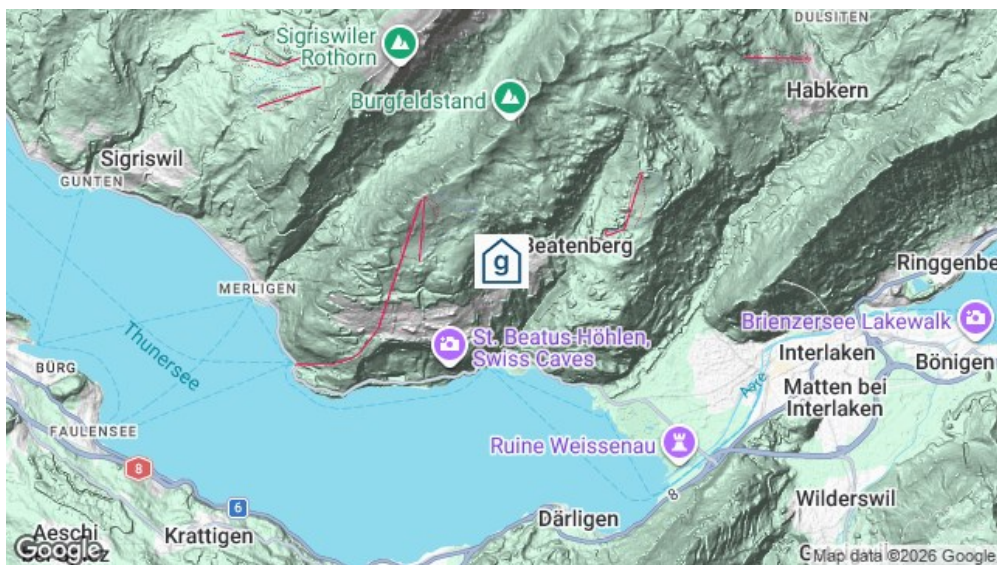 DULSITEN
Sigriswiler
Rothorn
Burgfeldstand
Habkern
Sigriswil
GUNTEN
g
Beatenberg
MERLIGEN
Ringgenbe
Thunersee
St. Beatus-Höhlen,
Swiss Caves
Brienzersee Lakewalk
Interlaken
Bönigen
BÜRG
Aare
Matten bei
Interlaken
FAULENSEE
Ruine Weissenau
8
8
6
Wilderswil
Därligen
Krattigen
Aeschi
Google
Map data ©2026 Google